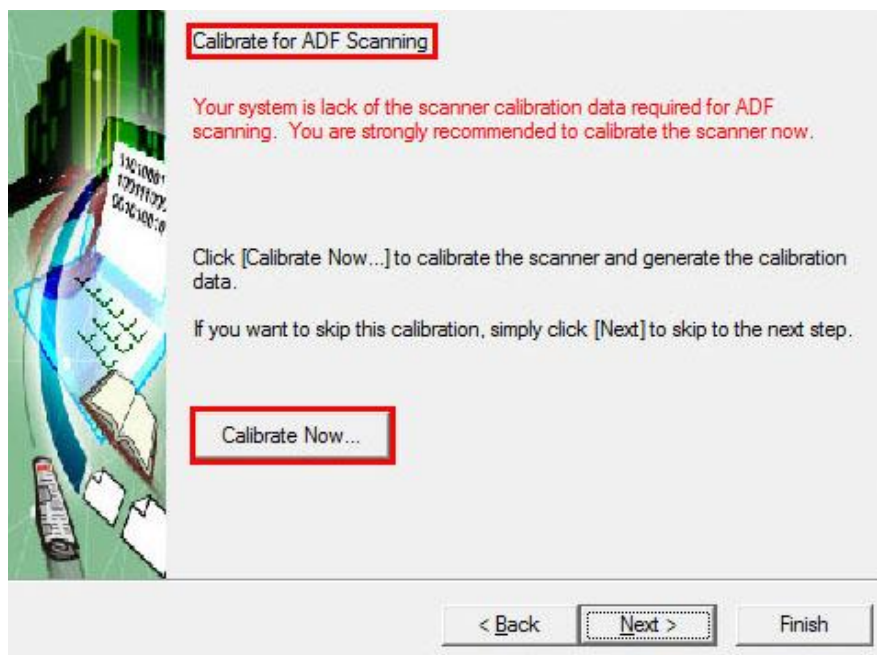 Calibrate for ADF Scanning
Your system is lack of the scanner calibration data required for ADF
scanning. You are strongly recommended to calibrate the scanner now.
Click [Calibrate Now...] to calibrate the scanner and generate the calibration
data.
If you want to skip this calibration, simply click [Next] to skip to the next step.
Calibrate Now...
< Back
Next >
Finish